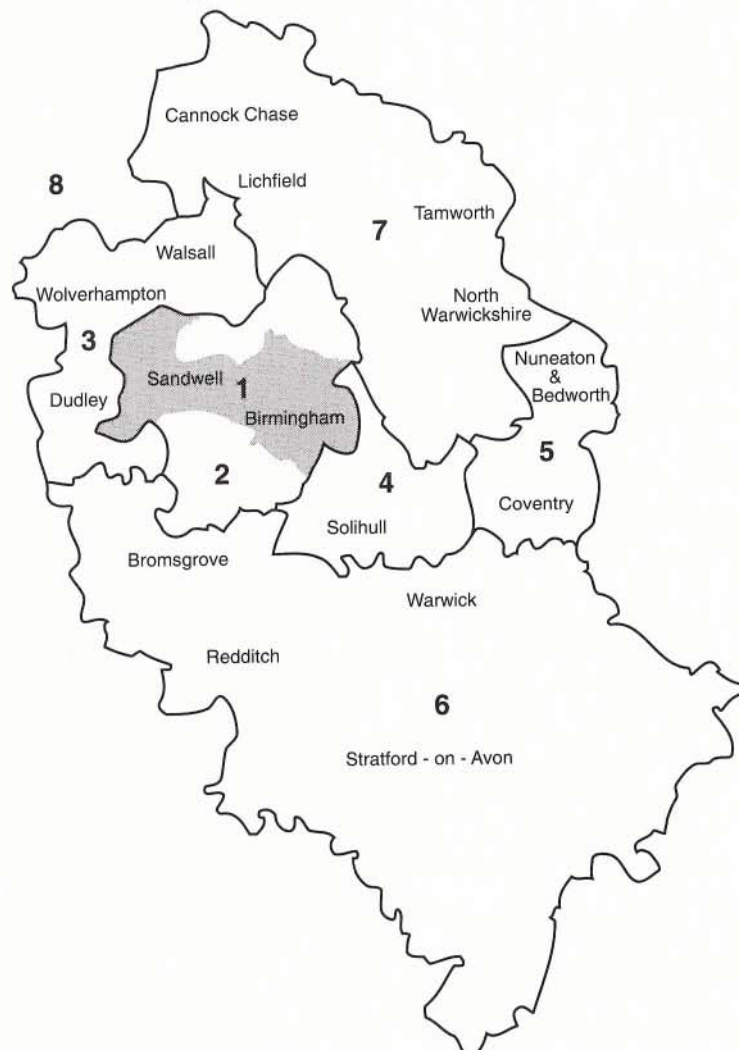 Cannock Chase
8
Lichfield
Tamworth
7
Walsall
Wolverhampton
North
Warwickshire
3
Nuneaton
&
Bedworth
Sandwell
1
Dudley
Birmingham
5
2
4
Coventry
Solihull
Bromsgrove
Warwick
Redditch
6
Stratford - on - Avon